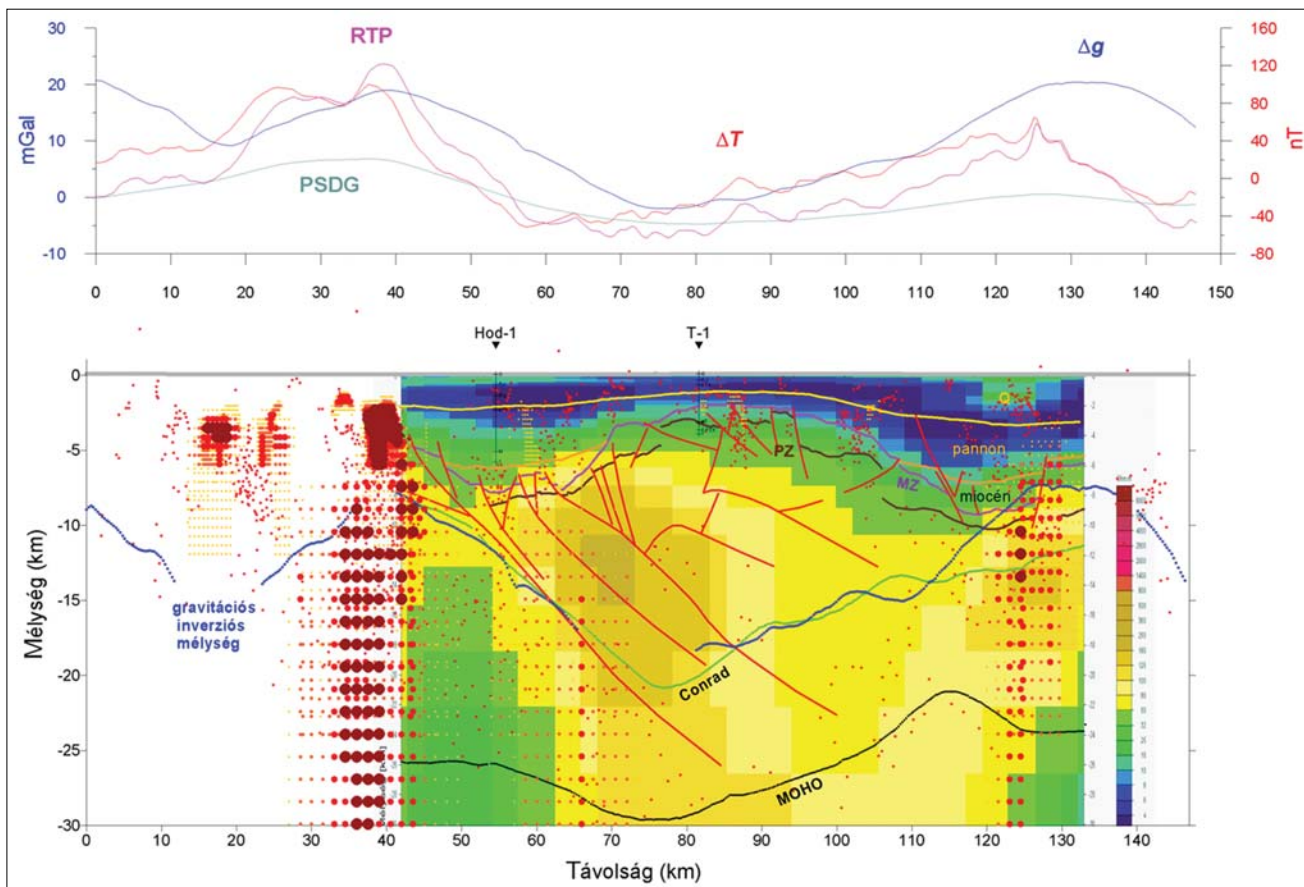 30
20
10
0
-10
mGal
RTP
PSDG
ΔT
Δg
160
120
80
40
0
-40
-80
nT
0 10 20 30 40 50 60 70 80 90 100 110 120 130 140 150
Hod-1
T-1
0
-5
-10
-15
-20
-25
-30
Mélység (km)
Q
pannon
PZ
MZ
miocén
gravitációs
inverziós
mélység
Conrad
MOHO
0 10 20 30 40 50 60 70 80 90 100 110 120 130 140
Távolság (km)